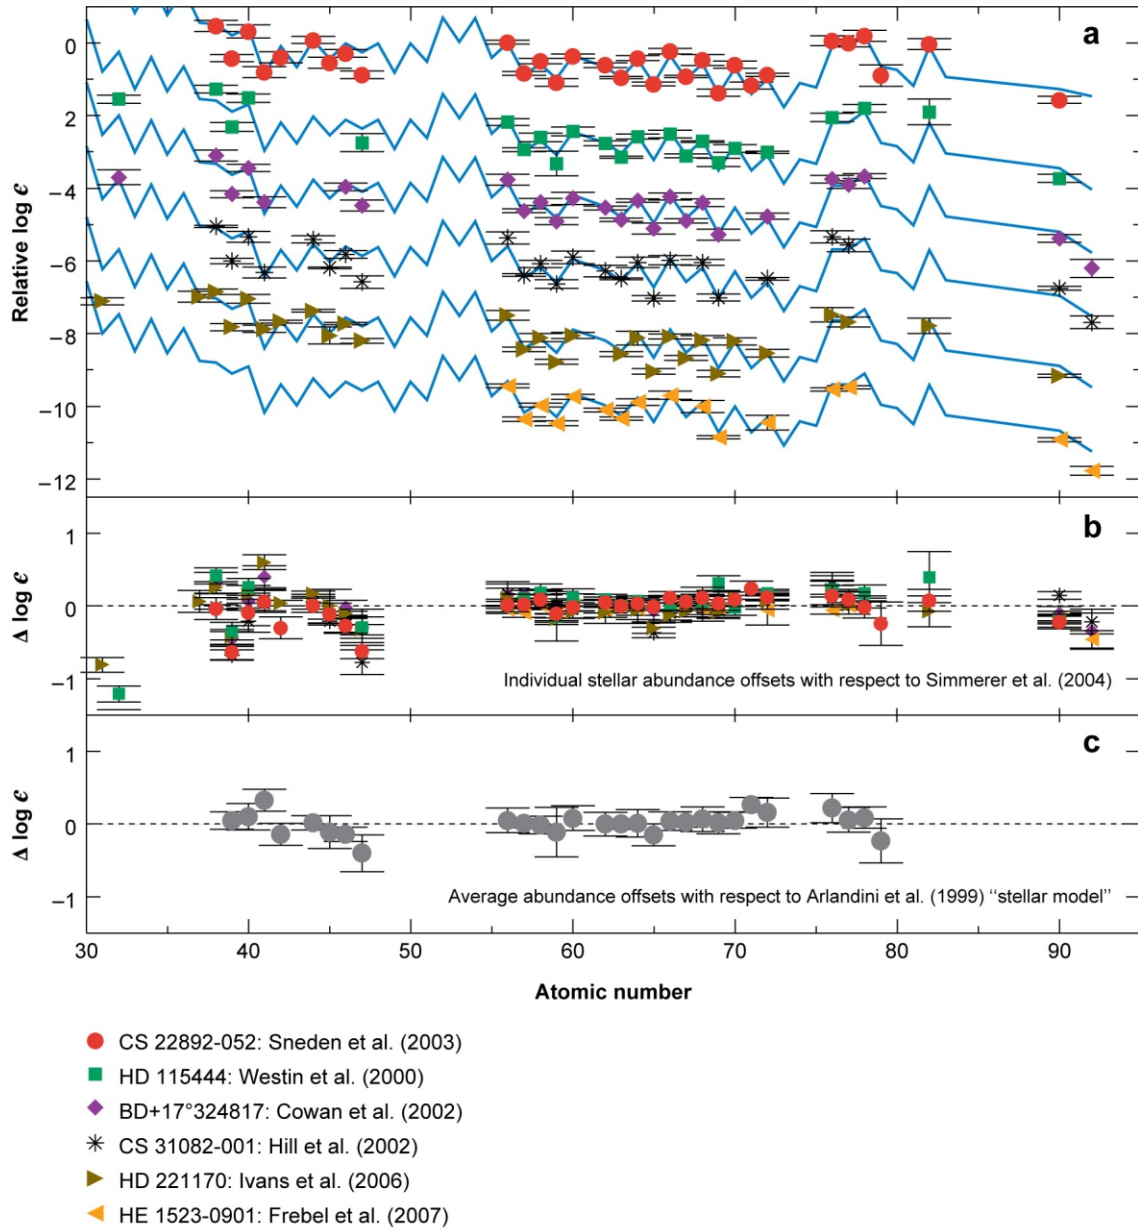 a
0
2
−4
−6
−8
−10
−12
Relative log ϵ
b
1
0
−1
Δ log ϵ
Individual stellar abundance offsets with respect to Simmerer et al. (2004)
c
1
0
−1
Δ log ϵ
Average abundance offsets with respect to Arlandini et al. (1999) “stellar model”
30 40 50 60 70 80 90
Atomic number
CS 22892-052: Sneden et al. (2003)
HD 115444: Westin et al. (2000)
BD+17°324817: Cowan et al. (2002)
CS 31082-001: Hill et al. (2002)
HD 221170: Ivans et al. (2006)
HE 1523-0901: Frebel et al. (2007)